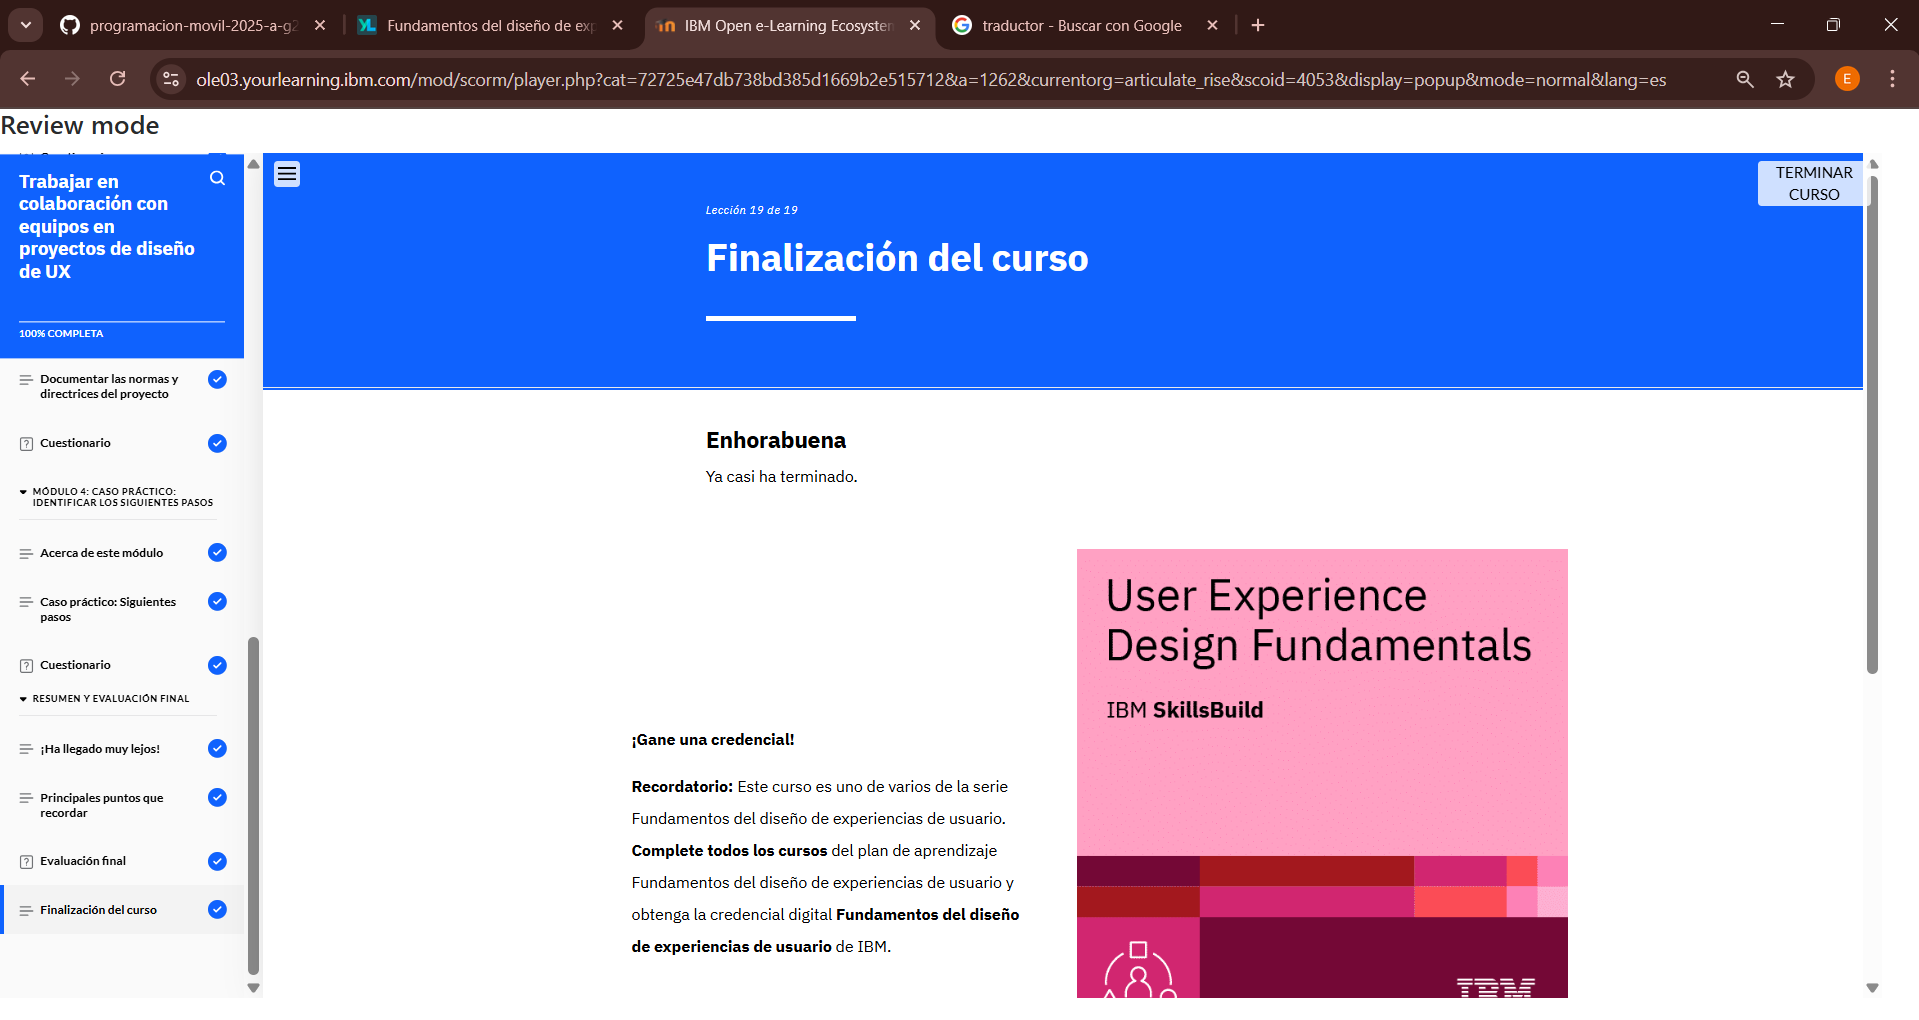 programacion-movil-2025-a-g2
Fundamentos del diseño de exp
IBM Open e-Learning Ecosystem
traductor - Buscar con Google
ole03.yourlearning.ibm.com/mod/scorm/player.php?cat=72725e47db738bd385d1669b2e515712&a=1262&currentorg=articulate_rise&scoid=4053&display=popup&mode=normal&lang=es
E
Review mode
Trabajar en
colaboración con
equipos en
proyectos de diseño
de UX
100% COMPLETA
Documentar las normas y
directrices del proyecto
Cuestionario
MÓDULO 4: CASO PRÁCTICO:
IDENTIFICAR LOS SIGUIENTES PASOS
Acerca de este módulo
Caso práctico: Siguientes
pasos
Cuestionario
RESUMEN Y EVALUACIÓN FINAL
¡Ha llegado muy lejos!
Principales puntos que
recordar
Evaluación final
Finalización del curso
TERMINAR
CURSO
Lección 19 de 19
Finalización del curso
Enhorabuena
Ya casi ha terminado.
¡Gane una credencial!
Recordatorio: Este curso es uno de varios de la serie
Fundamentos del diseño de experiencias de usuario.
Complete todos los cursos del plan de aprendizaje
Fundamentos del diseño de experiencias de usuario y
obtenga la credencial digital Fundamentos del diseño
de experiencias de usuario de IBM.
User Experience
Design Fundamentals
IBM SkillsBuild
IBM